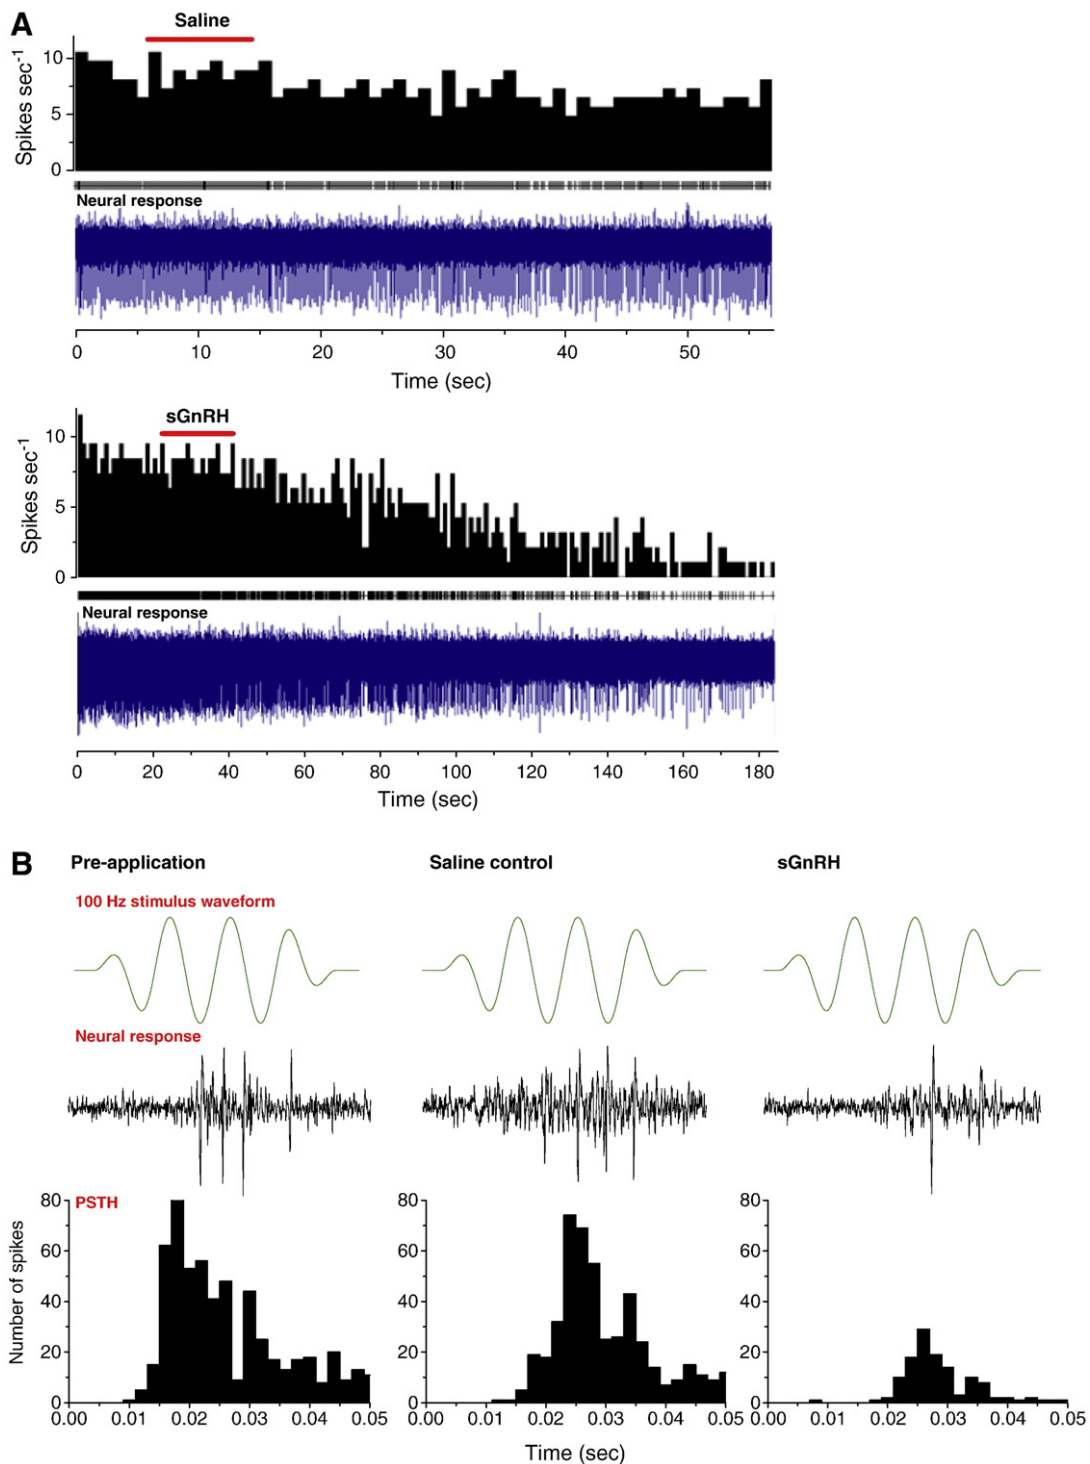 A
Saline
Spikes sec-1
10
5
0
Neural response
0 10 20 30 40 50
Time (sec)
sGnRH
Spikes sec-1
10
5
0
Neural response
0 20 40 60 80 100 120 140 160 180
Time (sec)
B Pre-application Saline control sGnRH
100 Hz stimulus waveform
Neural response
PSTH
Number of spikes
80 80 80
60 60 60
40 40 40
20 20 20
0 0 0
0.00 0.01 0.02 0.03 0.04 0.05 0.00 0.01 0.02 0.03 0.04 0.05 0.00 0.01 0.02 0.03 0.04 0.05
Time (sec)